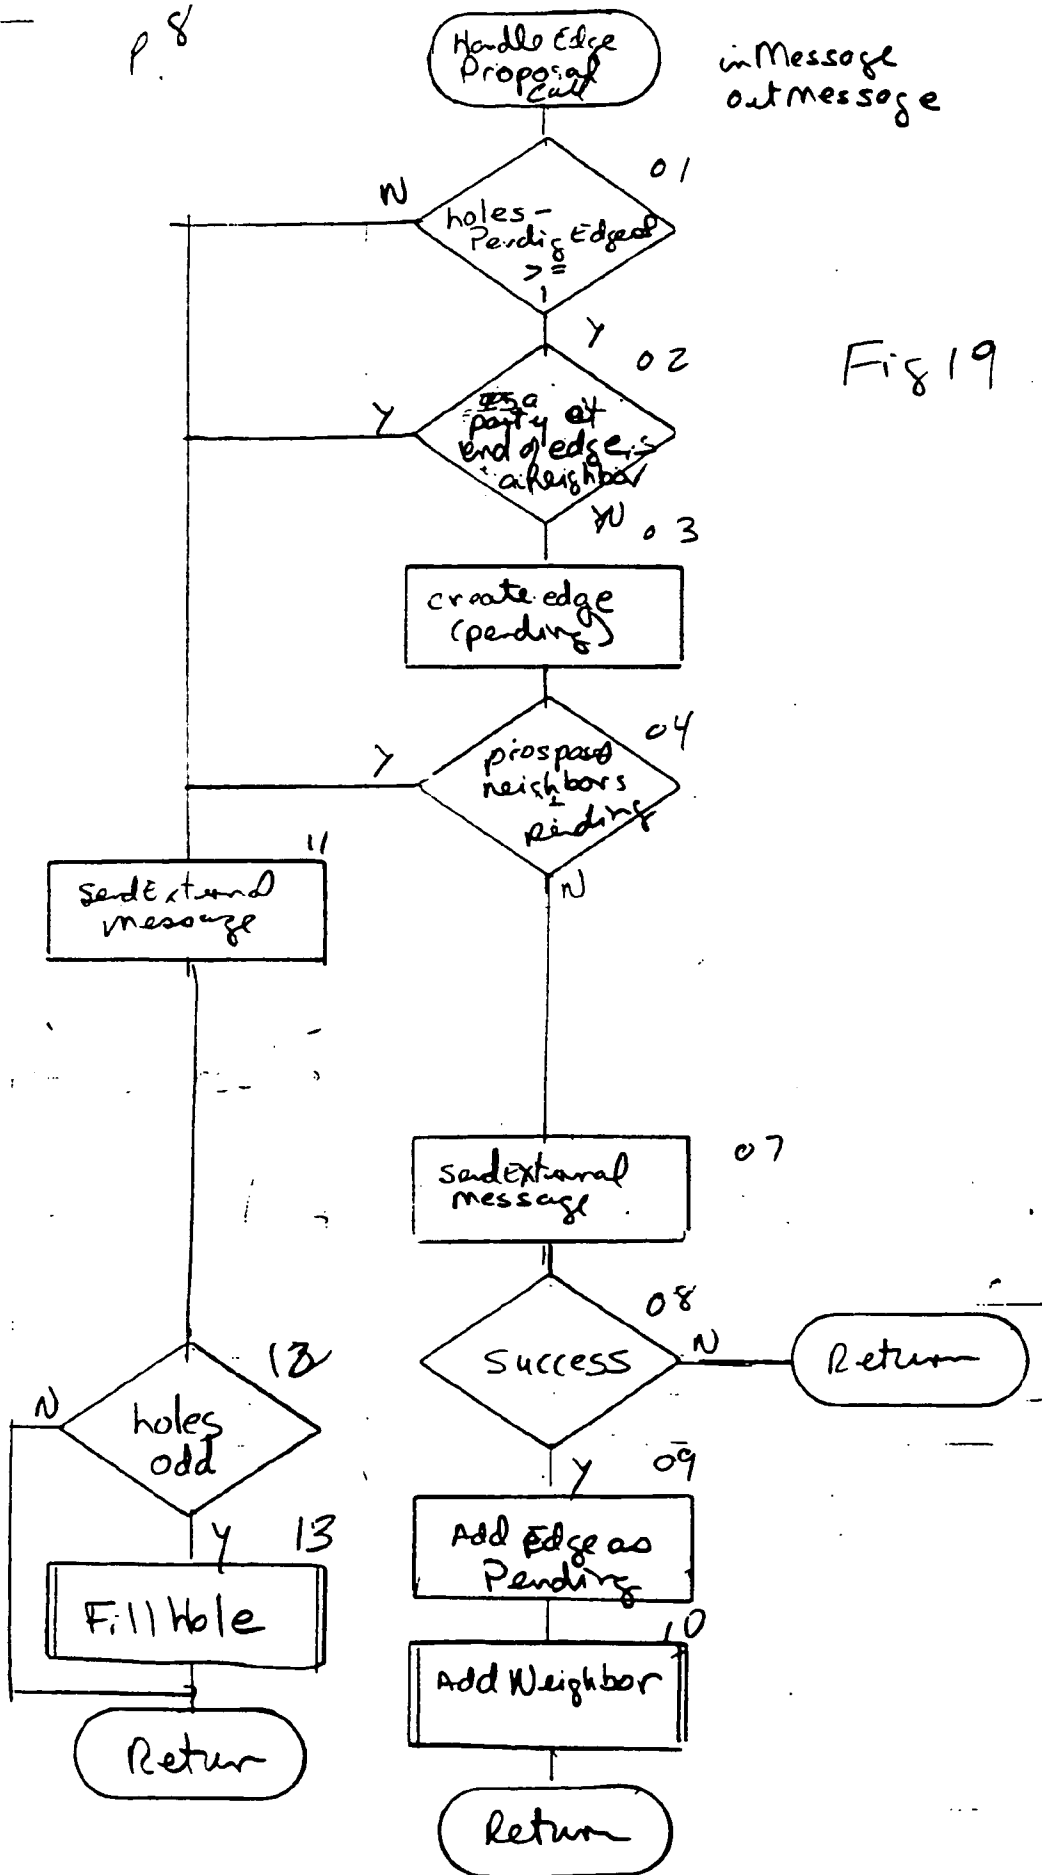 P.8
Handle Edge
Proposal
Call
inMessage
outmessage
01
N
holes -
Pending Edges
>=
1
Y
Fig 19
02
Y
a
party at
end of edge is
a neighbor
N
03
create edge
(pending)
04
Y
neighbors
pending
N
11
sendExternal
message
07
sendExternal
message
08
success
N
Return
12
N
holes
odd
Y
09
Add Edge as
Pending
Y
13
Fill hole
10
Add Neighbor
Return
Return